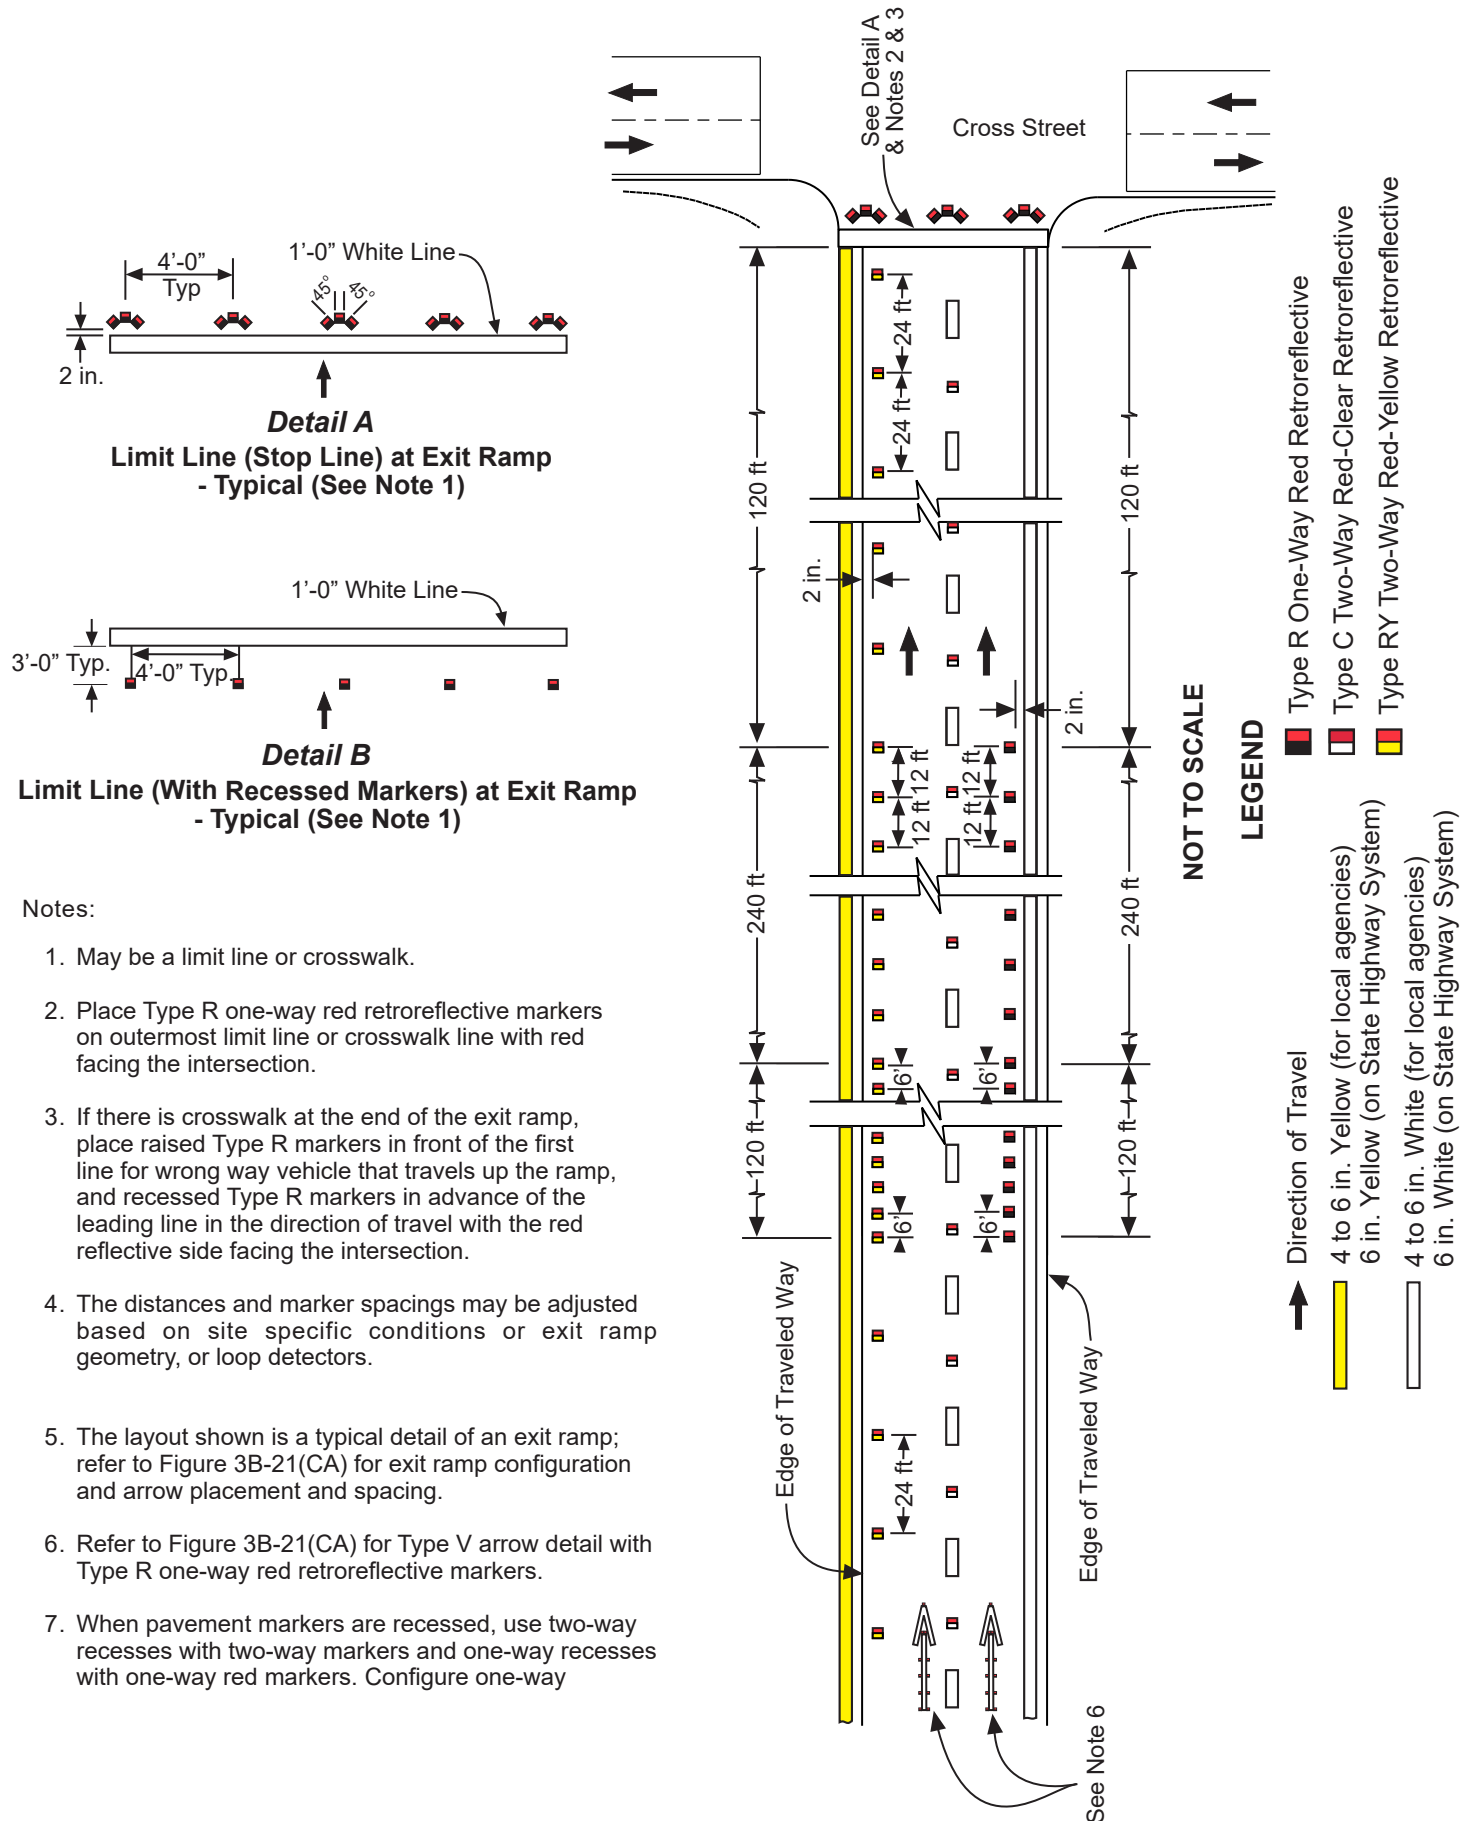 See Detail A
& Notes 2 & 3
Cross Street
4'-0”
Typ
1'-0” White Line
45°
45°
2 in.
Detail A
Limit Line (Stop Line) at Exit Ramp
- Typical (See Note 1)
1'-0” White Line
3'-0” Typ.
4'-0” Typ.
Detail B
Limit Line (With Recessed Markers) at Exit Ramp
- Typical (See Note 1)
Notes:
1. May be a limit line or crosswalk.
2. Place Type R one-way red retroreflective markers
on outermost limit line or crosswalk line with red
facing the intersection.
3. If there is crosswalk at the end of the exit ramp,
place raised Type R markers in front of the first
line for wrong way vehicle that travels up the ramp,
and recessed Type R markers in advance of the
leading line in the direction of travel with the red
reflective side facing the intersection.
4. The distances and marker spacings may be adjusted
based on site specific conditions or exit ramp
geometry, or loop detectors.
5. The layout shown is a typical detail of an exit ramp;
refer to Figure 3B-21(CA) for exit ramp configuration
and arrow placement and spacing.
6. Refer to Figure 3B-21(CA) for Type V arrow detail with
Type R one-way red retroreflective markers.
7. When pavement markers are recessed, use two-way
recesses with two-way markers and one-way recesses
with one-way red markers. Configure one-way
120 ft
24 ft
24 ft
120 ft
2 in.
2 in.
240 ft
12 ft
12 ft
12 ft
12 ft
240 ft
120 ft
6'
6'
6'
6'
120 ft
Edge of Traveled Way
24 ft
Edge of Traveled Way
See Note 6
NOT TO SCALE
LEGEND
Type R One-Way Red Retroreflective
Type C Two-Way Red-Clear Retroreflective
Type RY Two-Way Red-Yellow Retroreflective
Direction of Travel
4 to 6 in. Yellow (for local agencies)
6 in. Yellow (on State Highway System)
4 to 6 in. White (for local agencies)
6 in. White (on State Highway System)